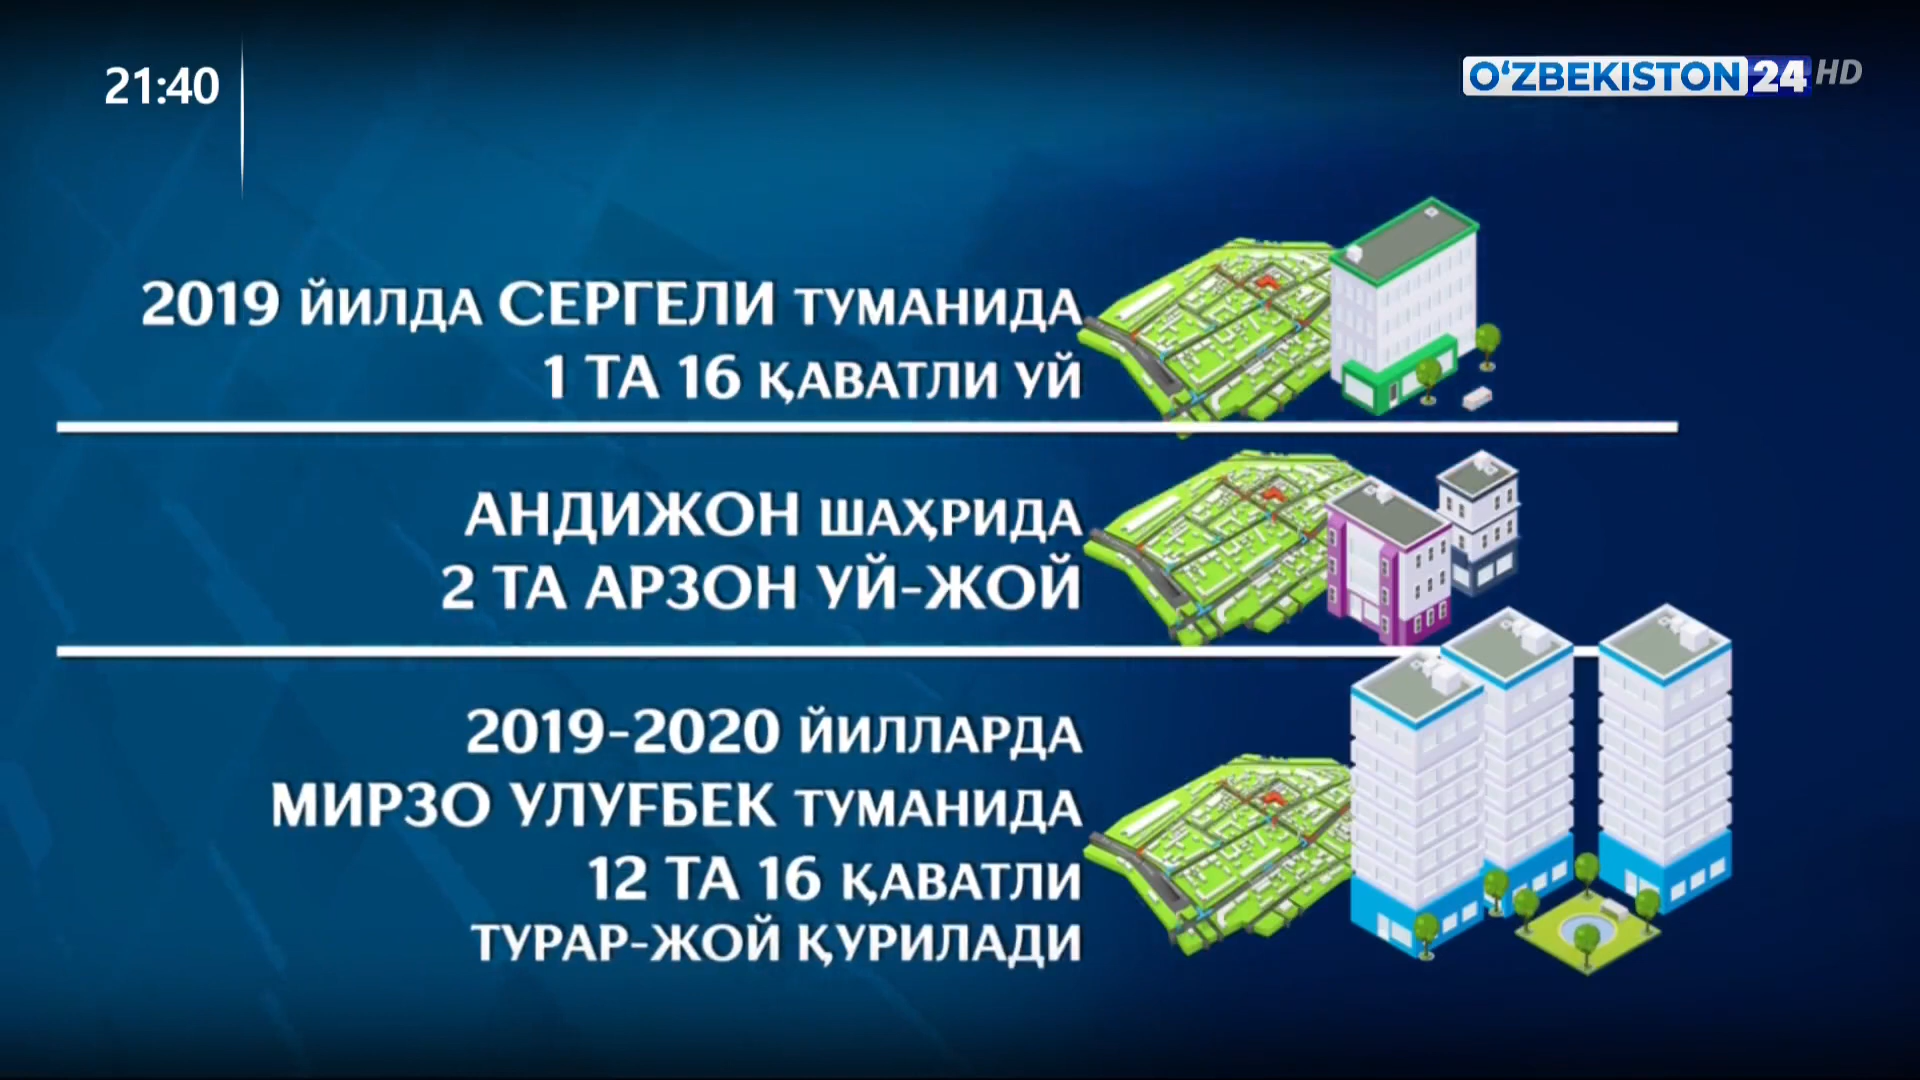 21:40
O‘ZBEKISTON 24 HD
2019 ЙИЛДА СЕРГЕЛИ ТУМАНИДА
1 ТА 16 ҚАВАТЛИ УЙ
АНДИЖОН ШАҲРИДА
2 ТА АРЗОН УЙ-ЖОЙ
2019-2020 ЙИЛЛАРДА
МИРЗО УЛУҒБЕК ТУМАНИДА
12 ТА 16 ҚАВАТЛИ
ТУРАР-ЖОЙ ҚУРИЛАДИ